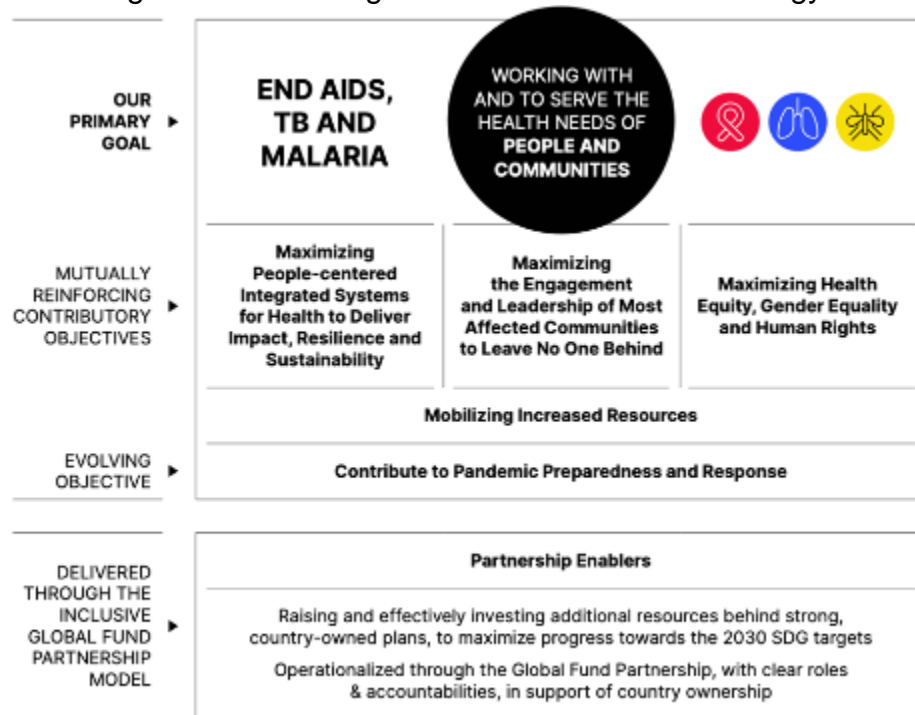 OUR
PRIMARY
GOAL
END AIDS,
TB AND
MALARIA
WORKING WITH
AND TO SERVE THE
HEALTH NEEDS OF
PEOPLE AND
COMMUNITIES
MUTUALLY
REINFORCING
CONTRIBUTORY
OBJECTIVES
Maximizing
People-centered
Integrated Systems
for Health to Deliver
Impact, Resilience and
Sustainability
Maximizing
the Engagement
and Leadership of Most
Affected Communities
to Leave No One Behind
Maximizing Health
Equity, Gender Equality
and Human Rights
Mobilizing Increased Resources
EVOLVING
OBJECTIVE
Contribute to Pandemic Preparedness and Response
DELIVERED
THROUGH THE
INCLUSIVE
GLOBAL FUND
PARTNERSHIP
MODEL
Partnership Enablers
Raising and effectively investing additional resources behind strong,
country-owned plans, to maximize progress towards the 2030 SDG targets
Operationalized through the Global Fund Partnership, with clear roles
& accountabilities, in support of country ownership